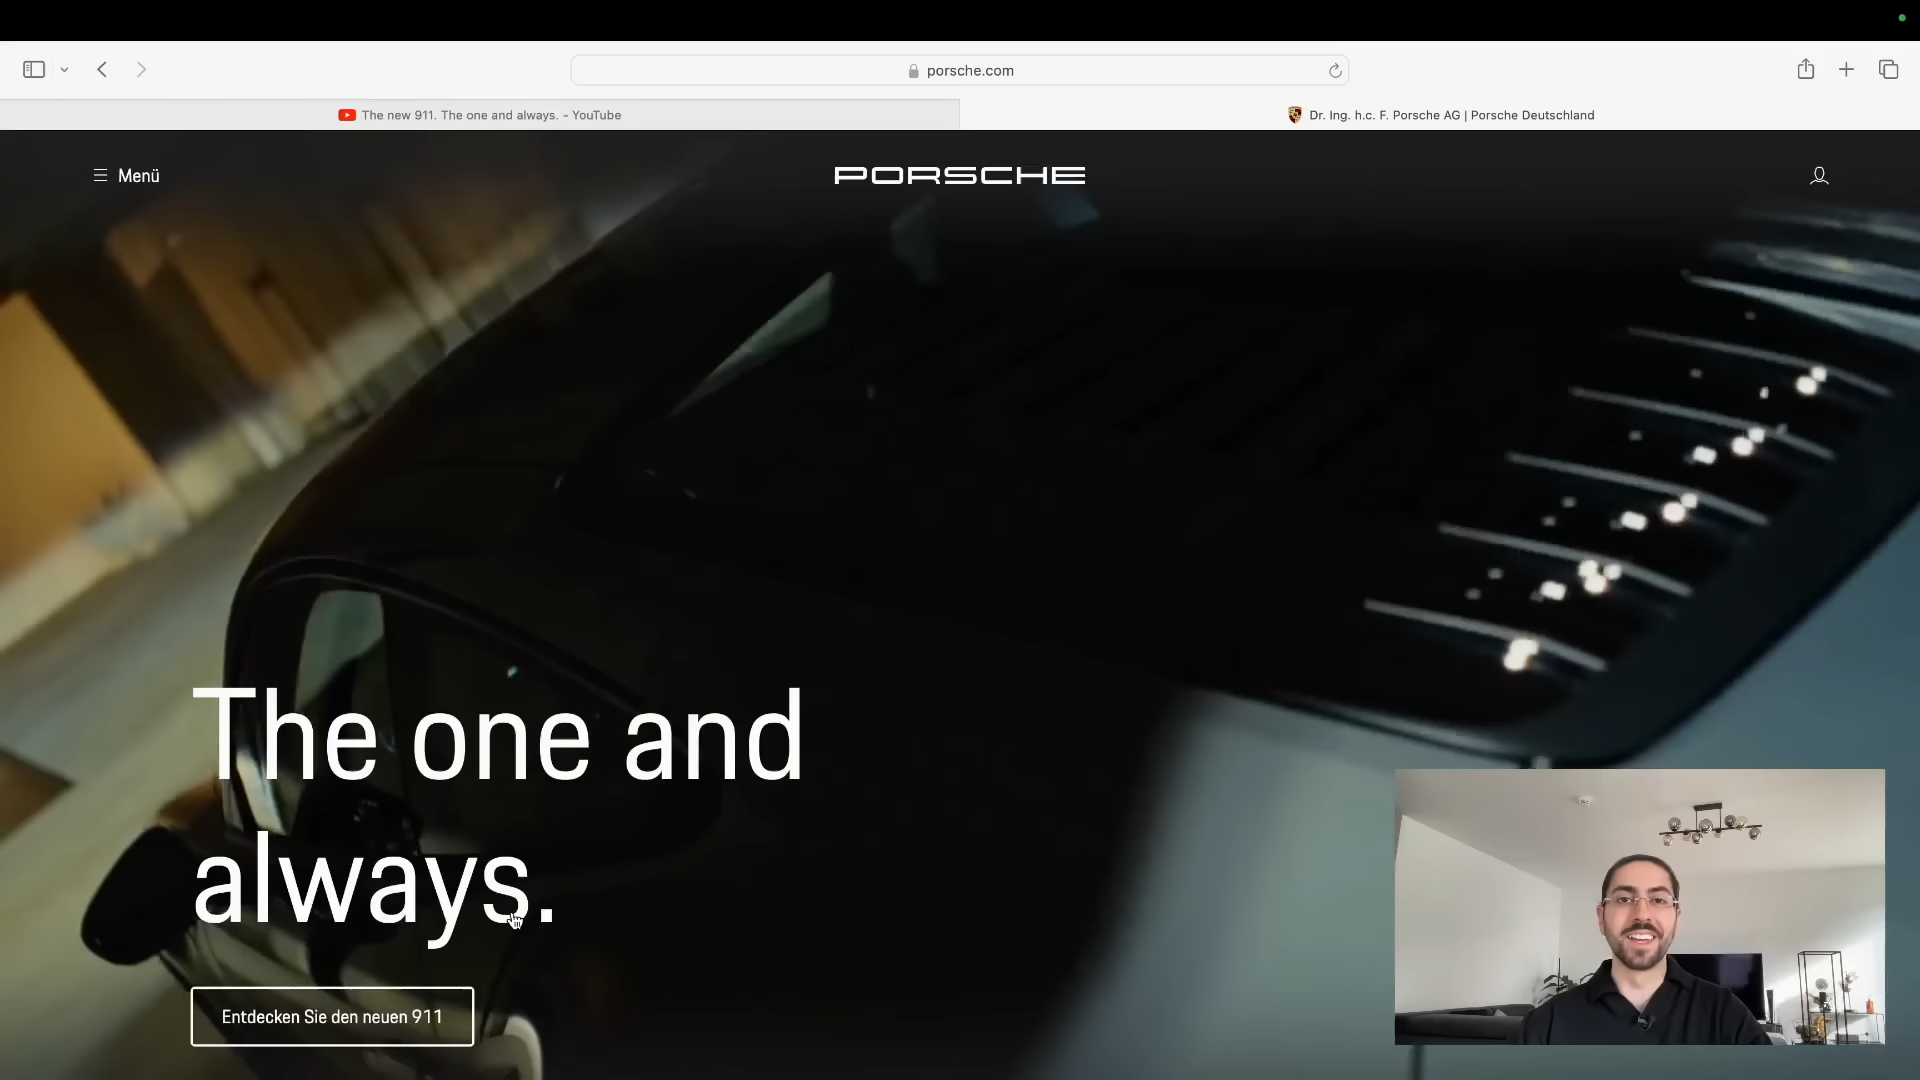 porsche.com
The new 911. The one and always. - YouTube
Dr. Ing. h.c. F. Porsche AG | Porsche Deutschland
Menü
PORSCHE
The one and
always.
Entdecken Sie den neuen 911